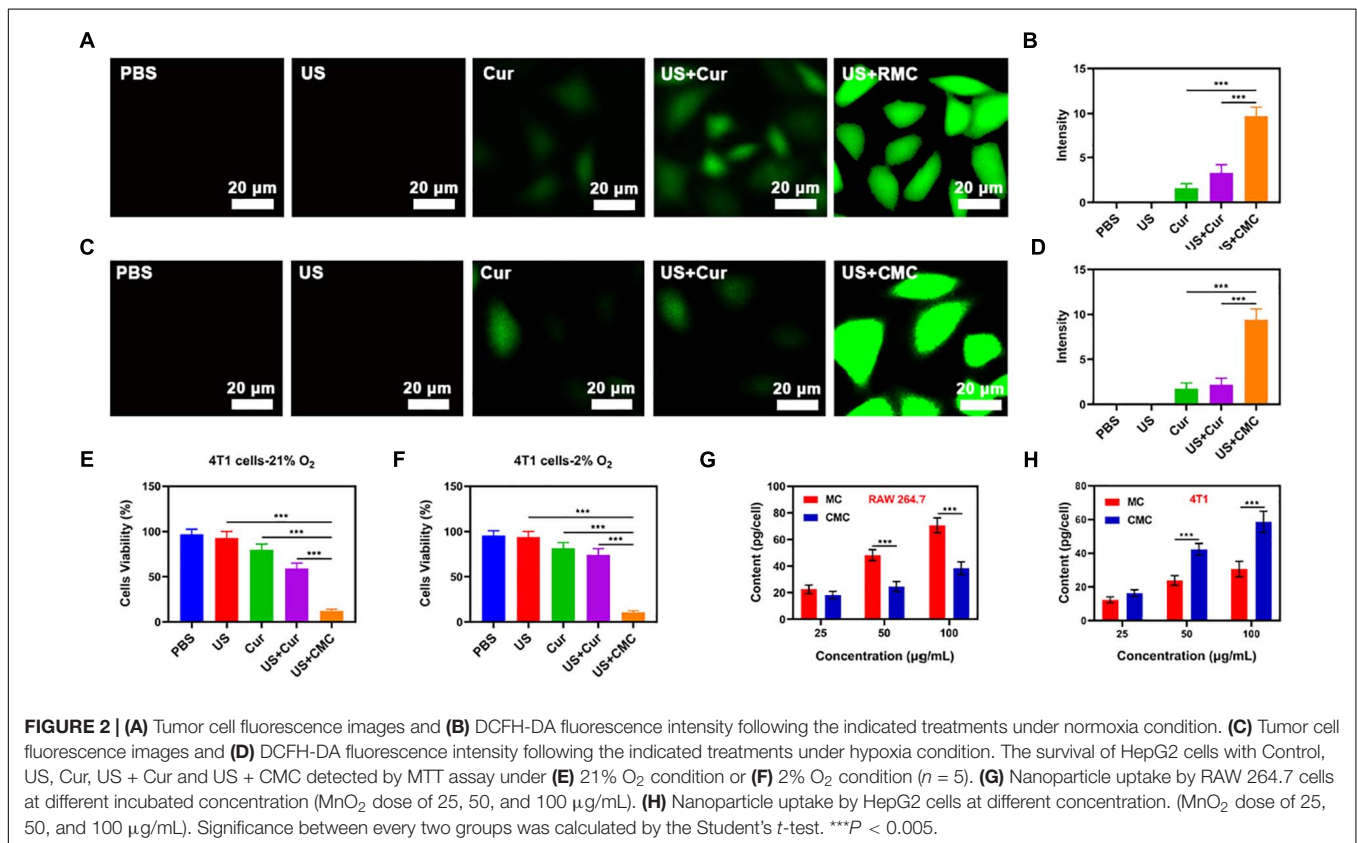 A
PBS
US
Cur
US+Cur
US+RMC
20 µm
20 µm
20 µm
20 µm
20 µm
B
Intensity
15
10
5
0
***
***
PBS
US
Cur
US+Cur
US+CMC
C
PBS
US
Cur
US+Cur
US+CMC
20 µm
20 µm
20 µm
20 µm
20 µm
D
Intensity
15
10
5
0
***
***
PBS
US
Cur
US+Cur
US+CMC
E
4T1 cells-21% O₂
Cells Viability (%)
150
100
50
0
***
***
***
PBS
US
Cur
US+Cur
US+CMC
F
4T1 cells-2% O₂
Cells Viability (%)
150
100
50
0
***
***
***
PBS
US
Cur
US+Cur
US+CMC
G
Content (pg/cell)
100
80
60
40
20
0
MC
CMC
RAW 264.7
***
***
25
50
100
Concentration (µg/mL)
H
Content (pg/cell)
80
60
40
20
0
MC
CMC
4T1
***
***
25
50
100
Concentration (µg/mL)
FIGURE 2 | (A) Tumor cell fluorescence images and (B) DCFH-DA fluorescence intensity following the indicated treatments under normoxia condition. (C) Tumor cell
fluorescence images and (D) DCFH-DA fluorescence intensity following the indicated treatments under hypoxia condition. The survival of HepG2 cells with Control,
US, Cur, US + Cur and US + CMC detected by MTT assay under (E) 21% O₂ condition or (F) 2% O₂ condition (n = 5). (G) Nanoparticle uptake by RAW 264.7 cells
at different incubated concentration (MnO₂ dose of 25, 50, and 100 µg/mL). (H) Nanoparticle uptake by HepG2 cells at different concentration. (MnO₂ dose of 25,
50, and 100 µg/mL). Significance between every two groups was calculated by the Student's t-test. ***P < 0.005.